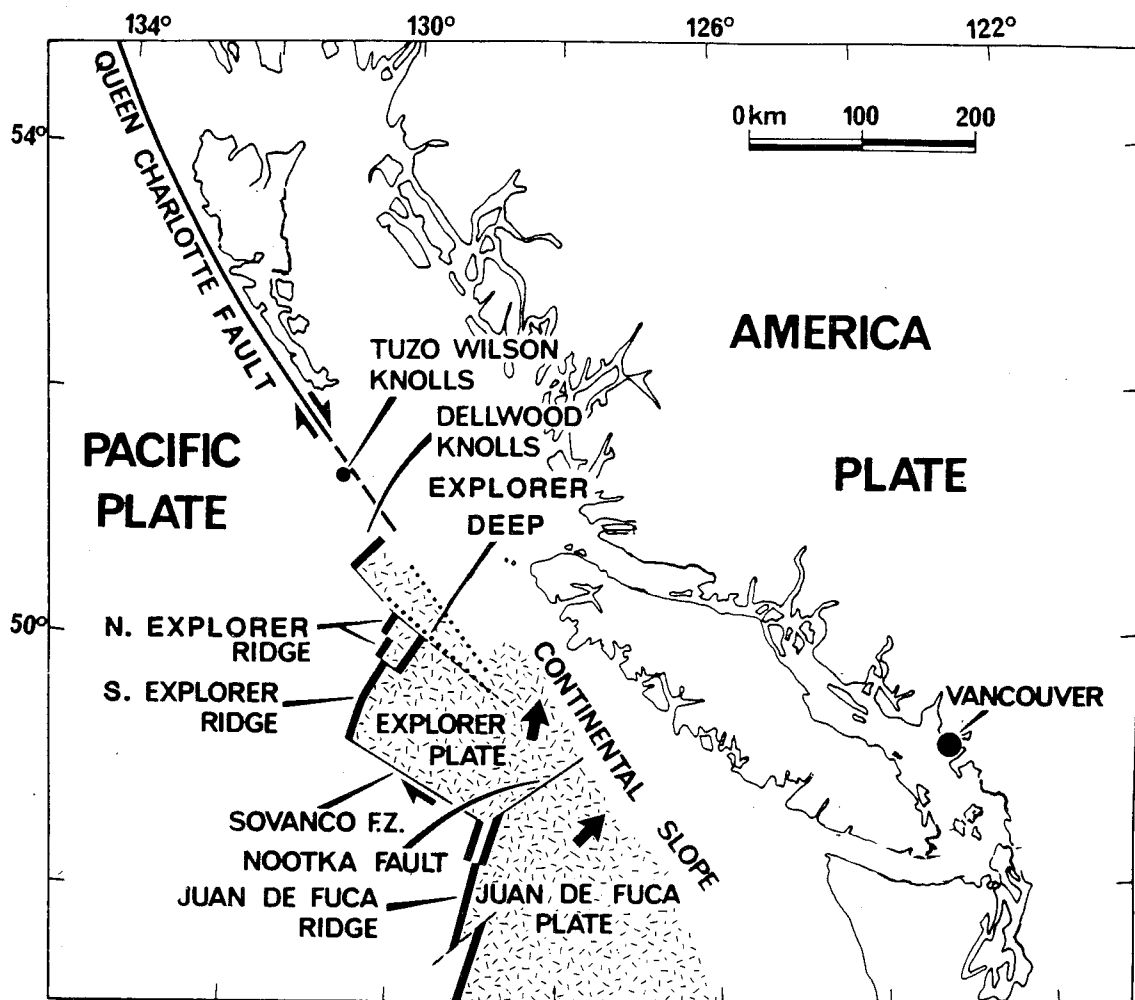 134° 130° 126° 122°
QUEEN CHARLOTTE FAULT
0 km 100 200
54°
AMERICA
PLATE
TUZO WILSON
KNOLLS
DELLWOOD
KNOLLS
PACIFIC
PLATE
EXPLORER
DEEP
50°
N. EXPLORER
RIDGE
S. EXPLORER
RIDGE
EXPLORER
PLATE
CONTINENTAL SLOPE
VANCOUVER
SOVANCO F.Z.
NOOTKA FAULT
JUAN DE FUCA
RIDGE
JUAN DE FUCA
PLATE